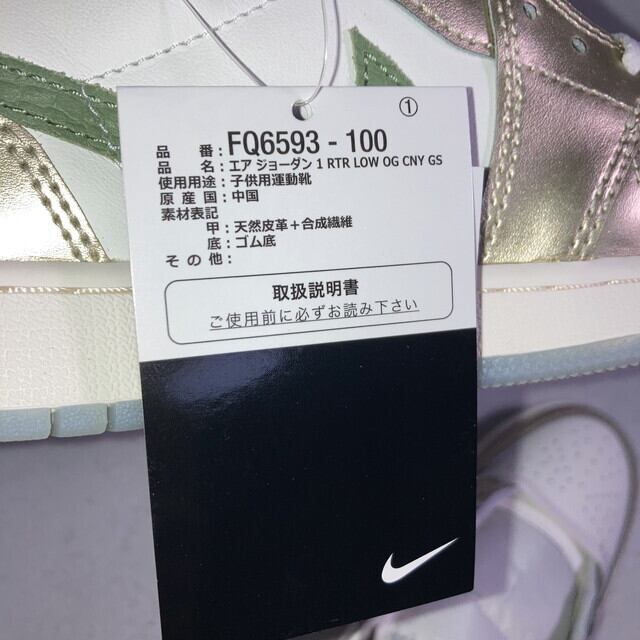 ①
品 番：FQ6593 - 100
品 名：エア ジョーダン 1 RTR LOW OG CNY GS
使用用途：子供用運動靴
原 産 国：中国
素材表記
甲：天然皮革＋合成繊維
底：ゴム底
そ の 他：
取扱説明書
ご使用前に必ずお読み下さい